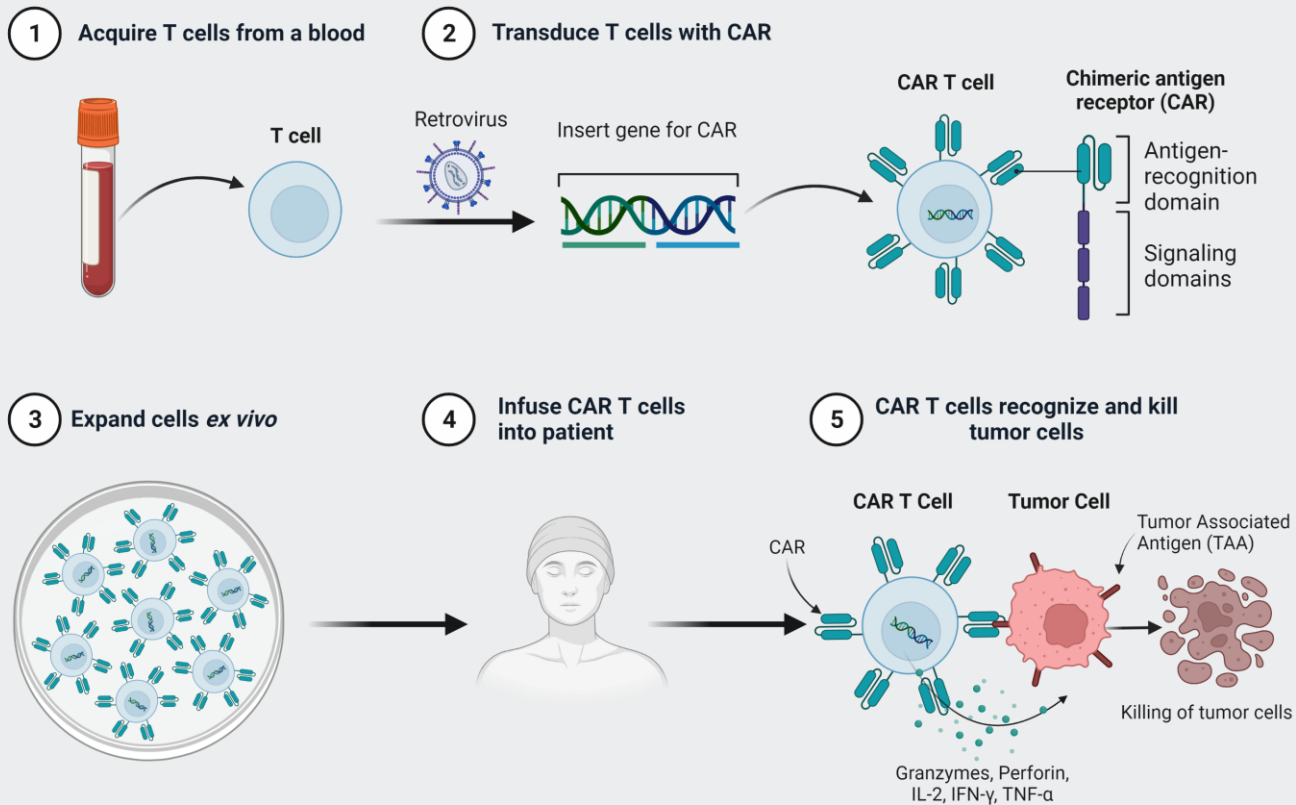 1 Acquire T cells from a blood
2 Transduce T cells with CAR
T cell
Retrovirus
Insert gene for CAR
CAR T cell
Chimeric antigen
receptor (CAR)
Antigen-
recognition
domain
Signaling
domains
3 Expand cells ex vivo
4 Infuse CAR T cells
into patient
5 CAR T cells recognize and kill
tumor cells
CAR
CAR T Cell
Tumor Cell
Tumor Associated
Antigen (TAA)
Killing of tumor cells
Granzymes, Perforin,
IL-2, IFN-γ, TNF-α